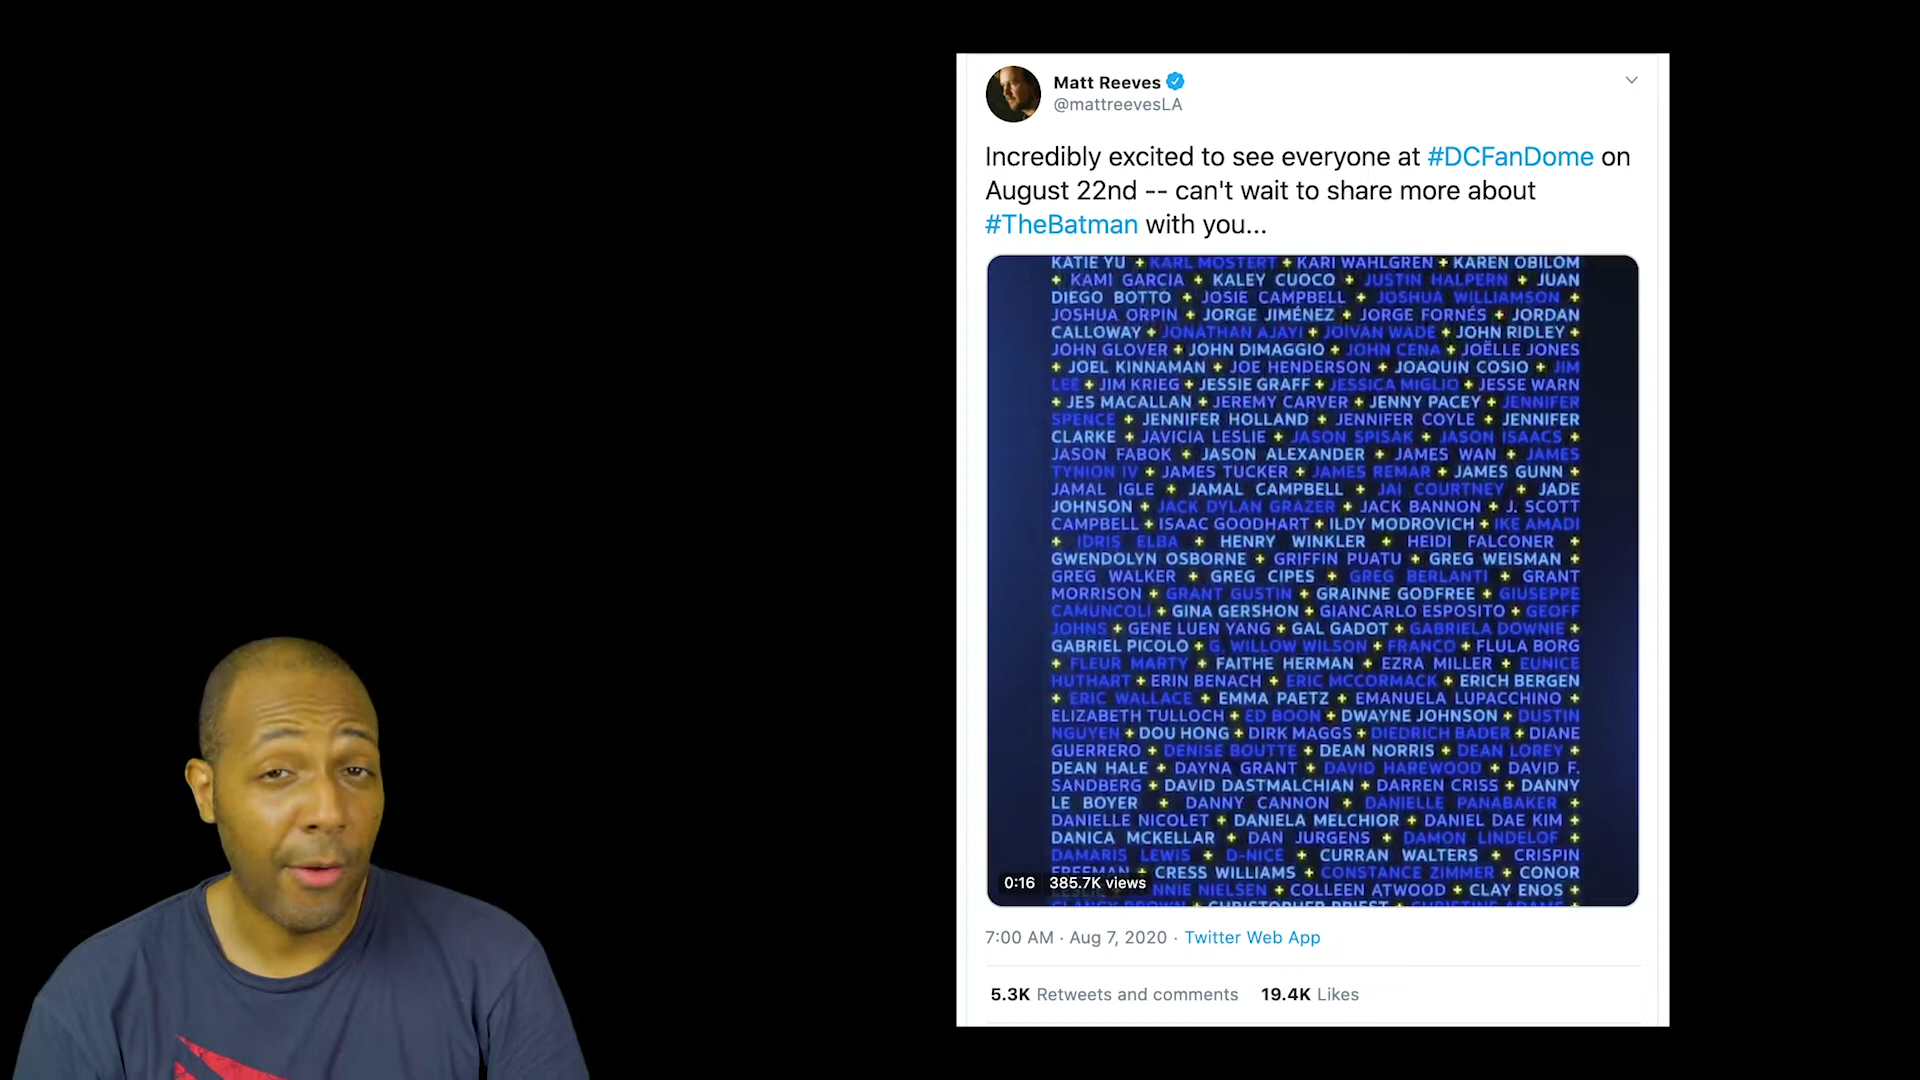 Matt Reeves
@mattreevesLA
Incredibly excited to see everyone at #DCFanDome on
August 22nd -- can't wait to share more about
#TheBatman with you...
KATIE YU + KARL MOSTERT + KARI WAHLGREN + KAREN OBILOM
+ KAMI GARCIA + KALEY CUOCO + JUSTIN HALPERN + JUAN
DIEGO BOTTO + JOSIE CAMPBELL + JOSHUA WILLIAMSON +
JOSHUA ORPIN + JORGE JIMÉNEZ + JORGE FORNÉS + JORDAN
CALLOWAY + JONATHAN AJAYI + JOIVAN WADE + JOHN RIDLEY +
JOHN GLOVER + JOHN DIMAGGIO + JOHN CENA + JOËLLE JONES
+ JOEL KINNAMAN + JOE HENDERSON + JOAQUIN COSIO + JIM
LEE + JIM KRIEG + JESSIE GRAFF + JESSICA MIGLIO + JESSE WARN
+ JES MACALLAN + JEREMY CARVER + JENNY PACEY + JENNIFER
SPENCE + JENNIFER HOLLAND + JENNIFER COYLE + JENNIFER
CLARKE + JAVICIA LESLIE + JASON SPISAK + JASON ISAACS +
JASON FABOK + JASON ALEXANDER + JAMES WAN + JAMES
TYNION IV + JAMES TUCKER + JAMES REMAR + JAMES GUNN +
JAMAL IGLE + JAMAL CAMPBELL + JAI COURTNEY + JADE
JOHNSON + JACK DYLAN GRAZER + JACK BANNON + J. SCOTT
CAMPBELL + ISAAC GOODHART + ILDY MODROVICH + IKE AMADI
+ IDRIS ELBA + HENRY WINKLER + HEIDI FALCONER +
GWENDOLYN OSBORNE + GRIFFIN PUATU + GREG WEISMAN +
GREG WALKER + GREG CIPES + GREG BERLANTI + GRANT
MORRISON + GRANT GUSTIN + GRAINNE GODFREE + GIUSEPPE
CAMUNCOLI + GINA GERSHON + GIANCARLO ESPOSITO + GEOFF
JOHNS + GENE LUEN YANG + GAL GADOT + GABRIELA DOWNIE +
GABRIEL PICOLO + G. WILLOW WILSON + FRANCO + FLULA BORG
+ FLEUR MARTY + FAITHE HERMAN + EZRA MILLER + EUNICE
HUTHART + ERIN BENACH + ERIC MCCORMACK + ERICH BERGEN
+ ERIC WALLACE + EMMA PAETZ + EMANUELA LUPACCHINO +
ELIZABETH TULLOCH + ED BOON + DWAYNE JOHNSON + DUSTIN
NGUYEN + DOU HONG + DIRK MAGGS + DIEDRICH BADER + DIANE
GUERRERO + DENISE BOUTTE + DEAN NORRIS + DEAN LOREY +
DEAN HALE + DAYNA GRANT + DAVID HAREWOOD + DAVID F.
SANDBERG + DAVID DASTMALCHIAN + DARREN CRISS + DANNY
LE BOYER + DANNY CANNON + DANIELLE PANABAKER +
DANIELLE NICOLET + DANIELA MELCHIOR + DANIEL DAE KIM +
DANICA MCKELLAR + DAN JURGENS + DAMON LINDELOF +
DAMARIS LEWIS + D-NICE + CURRAN WALTERS + CRISPIN
FREEMAN + CRESS WILLIAMS + CONSTANCE ZIMMER + CONOR
NNIE NIELSEN + COLLEEN ATWOOD + CLAY ENOS +
CLANCY BROWN + CHRISTOPHER PRIEST + CHRISTINE ADAMS +
0:16 385.7K views
7:00 AM · Aug 7, 2020 · Twitter Web App
5.3K Retweets and comments 19.4K Likes